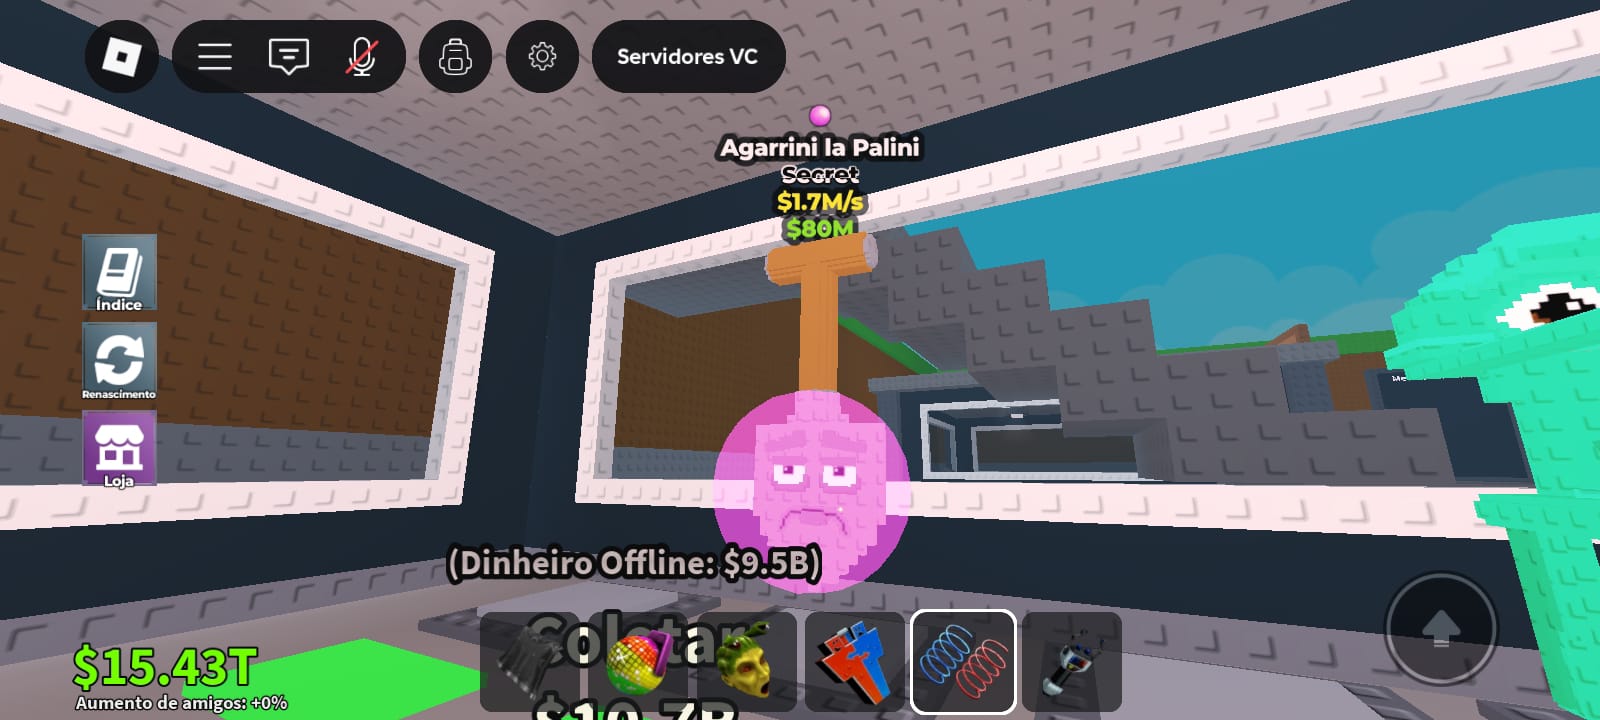 Servidores VC
Agarrini la Palini
Secret
$1.7M/s
$80M
Índice
Renascimento
Loja
(Dinheiro Offline: $9.5B)
Coletar
$15.43T
Aumento de amigos: +0%